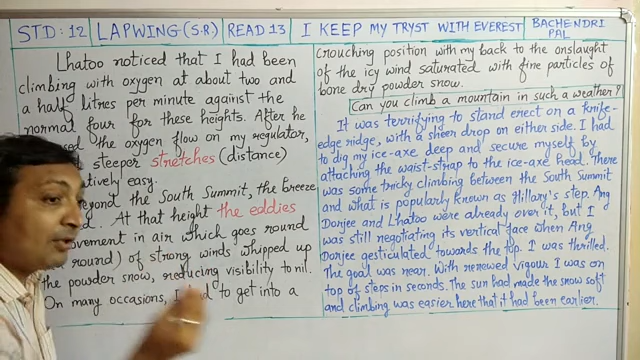 STD: 12
LAPWING (S.R.)
READ 13
I KEEP MY TRYST WITH EVEREST
BACHENDRI
PAL
Lhatoo noticed that I had been
climbing with oxygen at about two and
a half litres per minute against the
normal four for these heights. After he
the oxygen flow on my regulator,
steeper stretches (distance)
easy.
the South Summit, the breeze
At that height the eddies
in air which goes round
round) of strong winds whipped up
the powder snow, reducing visibility to nil.
On many occasions, I to get into a
crouching position with my back to the onslaught
of the icy wind saturated with fine particles of
bone dry powder snow.
Can you climb a mountain in such a weather?
It was terrifying to stand erect on a knife-
edge ridge, with a sheer drop on either side. I had
to dig my ice-axe deep and secure myself by
attaching the waist-strap to the ice-axe head. There
was some tricky climbing between the South Summit
and what is popularly known as Hillary's step. Ang
Dorjee and Lhatoo were already over it, but I
was still negotiating its vertical face when Ang
Dorjee gesticulated towards the top. I was thrilled.
The goal was near. With renewed vigour I was on
top of steps in seconds. The sun had made the snow soft
and climbing was easier here that it had been earlier.